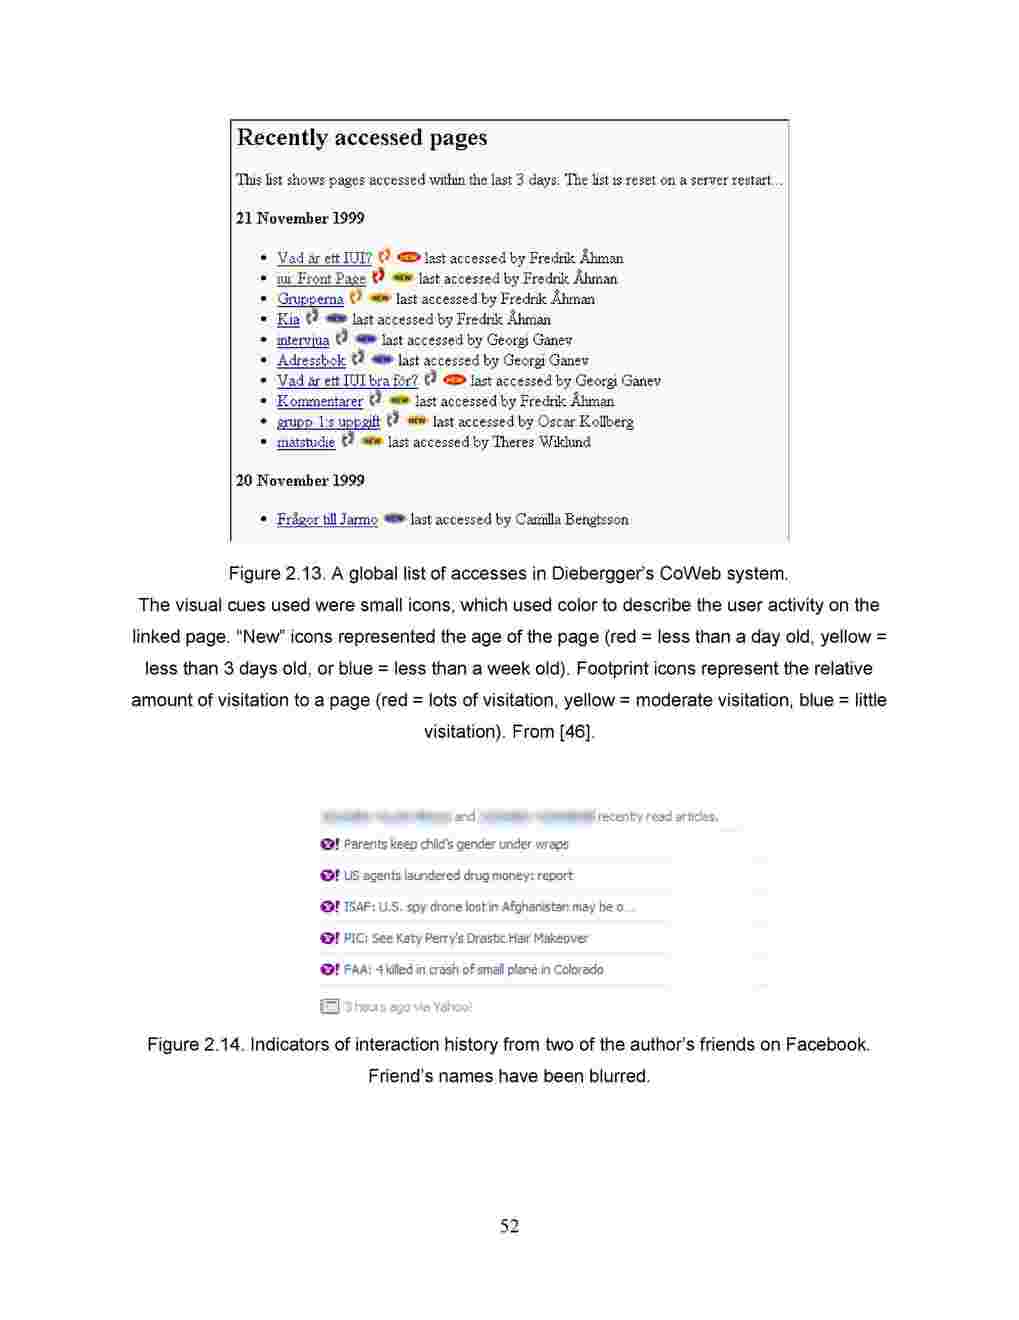 Recently accessed pages
This list shows pages accessed within the last 3 days. The list is reset on a server restart...
21 November 1999
• Vad är ett IUI? NEW last accessed by Fredrik Åhman
• iur Front Page NEW last accessed by Fredrik Åhman
• Grupperna NEW last accessed by Fredrik Åhman
• Kia NEW last accessed by Fredrik Åhman
• intervjua NEW last accessed by Georgi Ganev
• Adressbok NEW last accessed by Georgi Ganev
• Vad är ett IUI bra för? NEW last accessed by Georgi Ganev
• Kommentarer NEW last accessed by Fredrik Åhman
• grupp 1:s uppgift NEW last accessed by Oscar Kollberg
• matstudie NEW last accessed by Theres Wiklund
20 November 1999
• Frågor till Jarmo NEW last accessed by Camilla Bengtsson
Figure 2.13. A global list of accesses in Diebergger's CoWeb system.
The visual cues used were small icons, which used color to describe the user activity on the
linked page. “New” icons represented the age of the page (red = less than a day old, yellow =
less than 3 days old, or blue = less than a week old). Footprint icons represent the relative
amount of visitation to a page (red = lots of visitation, yellow = moderate visitation, blue = little
visitation). From [46].
and recently read articles.
Y! Parents keep child's gender under wraps
Y! US agents laundered drug money: report
Y! ISAF: U.S. spy drone lost in Afghanistan may be o...
Y! PIC: See Katy Perry's Drastic Hair Makeover
Y! FAA: 4 killed in crash of small plane in Colorado
3 hours ago via Yahoo!
Figure 2.14. Indicators of interaction history from two of the author's friends on Facebook.
Friend's names have been blurred.
52